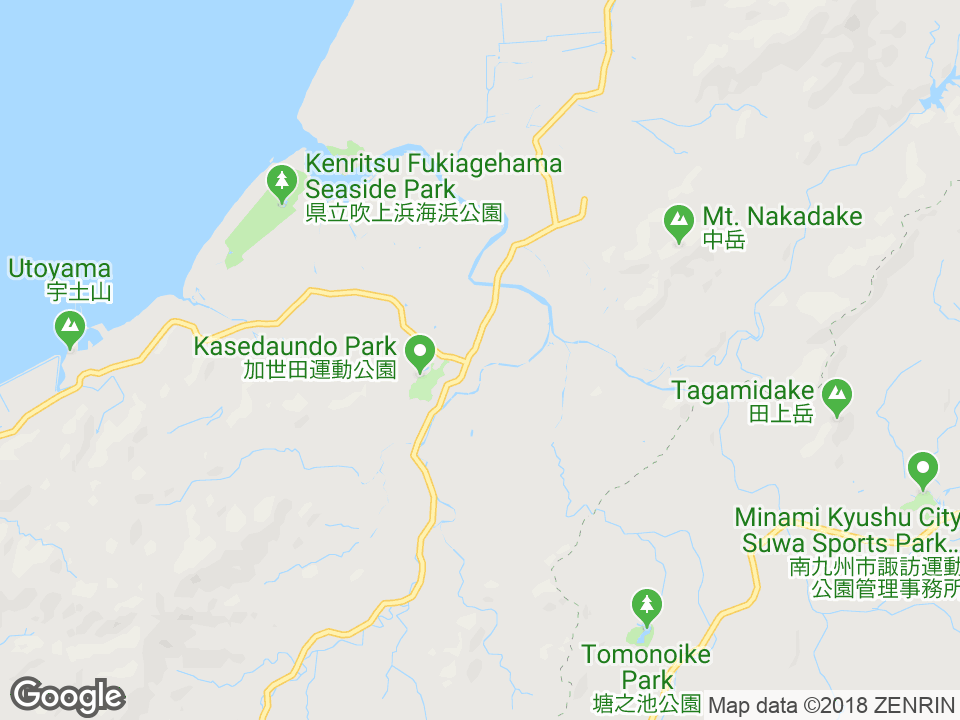 Kenritsu Fukiagehama
Seaside Park
県立吹上浜海浜公園
Mt. Nakadake
中岳
Utoyama
宇土山
Kasedaundo Park
加世田運動公園
Tagamidake
田上岳
Minami Kyushu City
Suwa Sports Park...
南九州市諏訪運動
公園管理事務所
Tomonoike
Park
塘之池公園
Google
Map data ©2018 ZENRIN